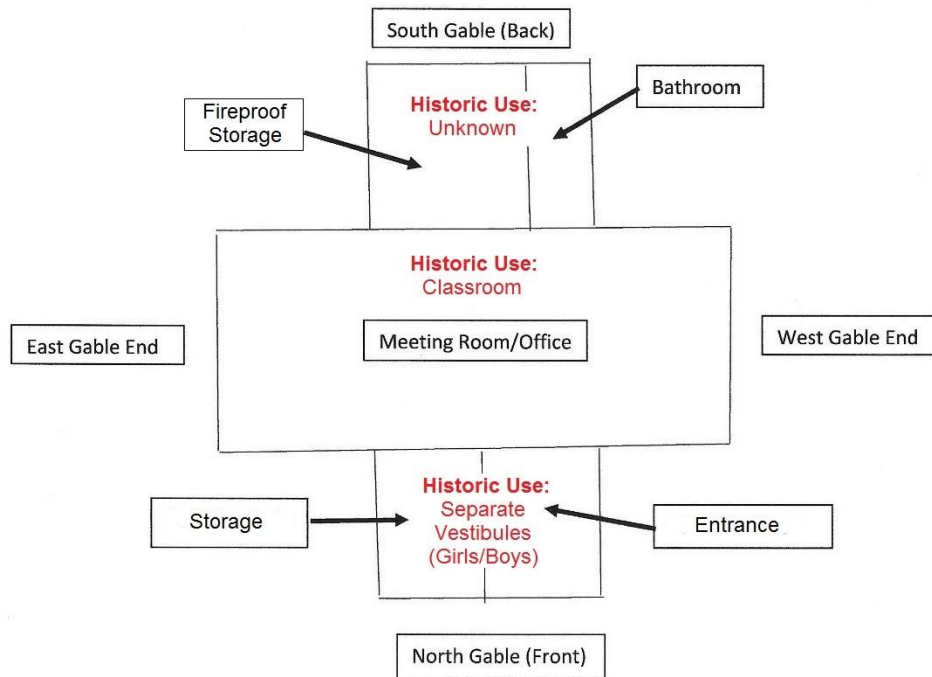 South Gable (Back)
Fireproof
Storage
Historic Use:
Unknown
Bathroom
Historic Use:
Classroom
East Gable End
Meeting Room/Office
West Gable End
Storage
Historic Use:
Separate
Vestibules
(Girls/Boys)
Entrance
North Gable (Front)